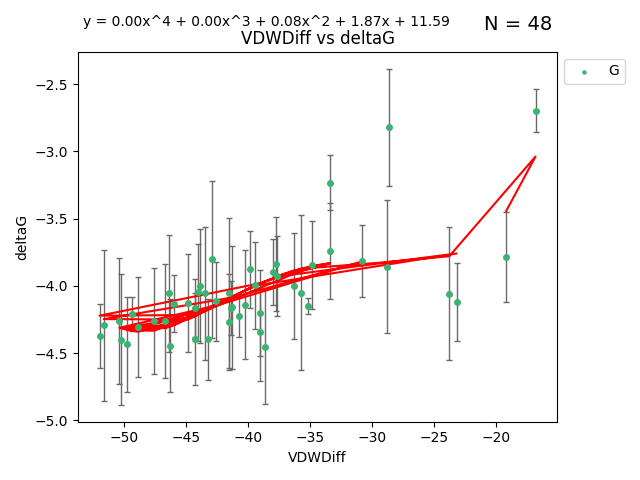 y = 0.00x^4 + 0.00x^3 + 0.08x^2 + 1.87x + 11.59
N = 48
VDWDiff vs deltaG
G
−2.5
−3.0
−3.5
−4.0
−4.5
−5.0
deltaG
−50
−45
−40
−35
−30
−25
−20
VDWDiff